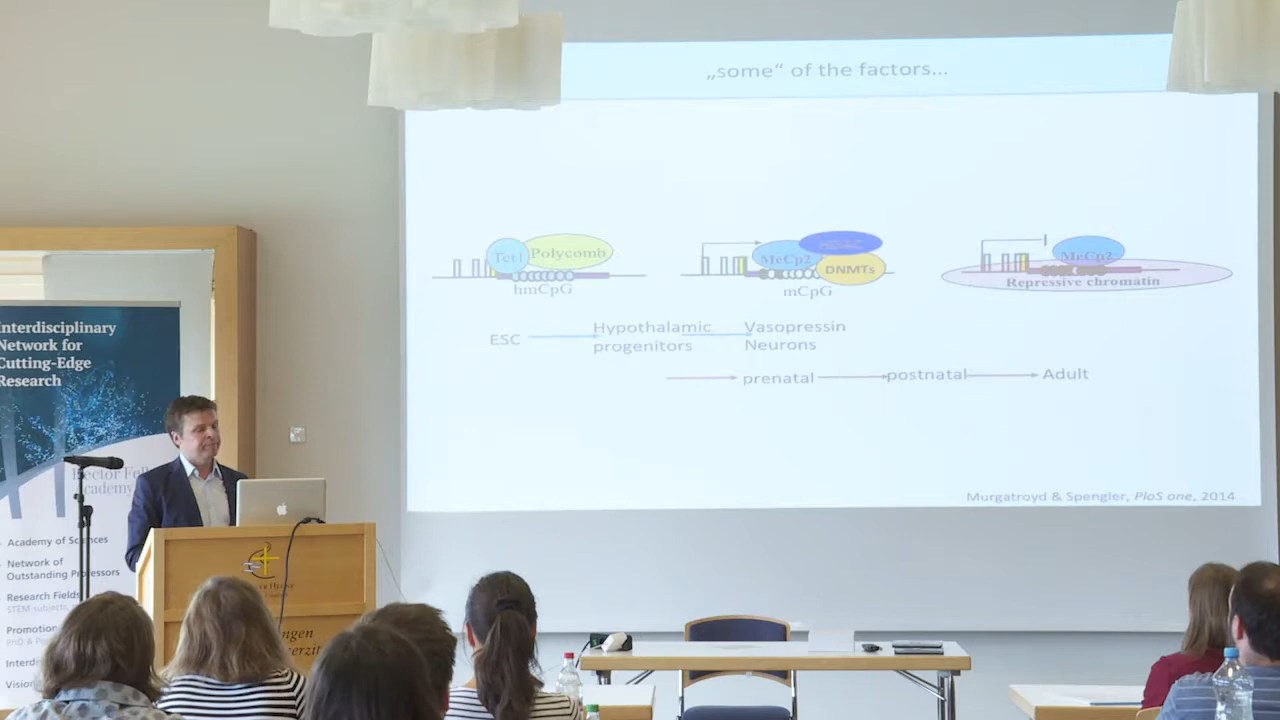 „some“ of the factors...
Tet1
Polycomb
hmCpG
MeCp2
DNMTs
mCpG
MeCp2
Repressive chromatin
ESC
Hypothalamic
progenitors
Vasopressin
Neurons
prenatal
postnatal
Adult
Murgatroyd & Spengler, PloS one, 2014
Interdisciplinary
Network for
Cutting-Edge
Research
Academy of Sciences
Network of
Outstanding Professors
Research Fields
STEM subjects